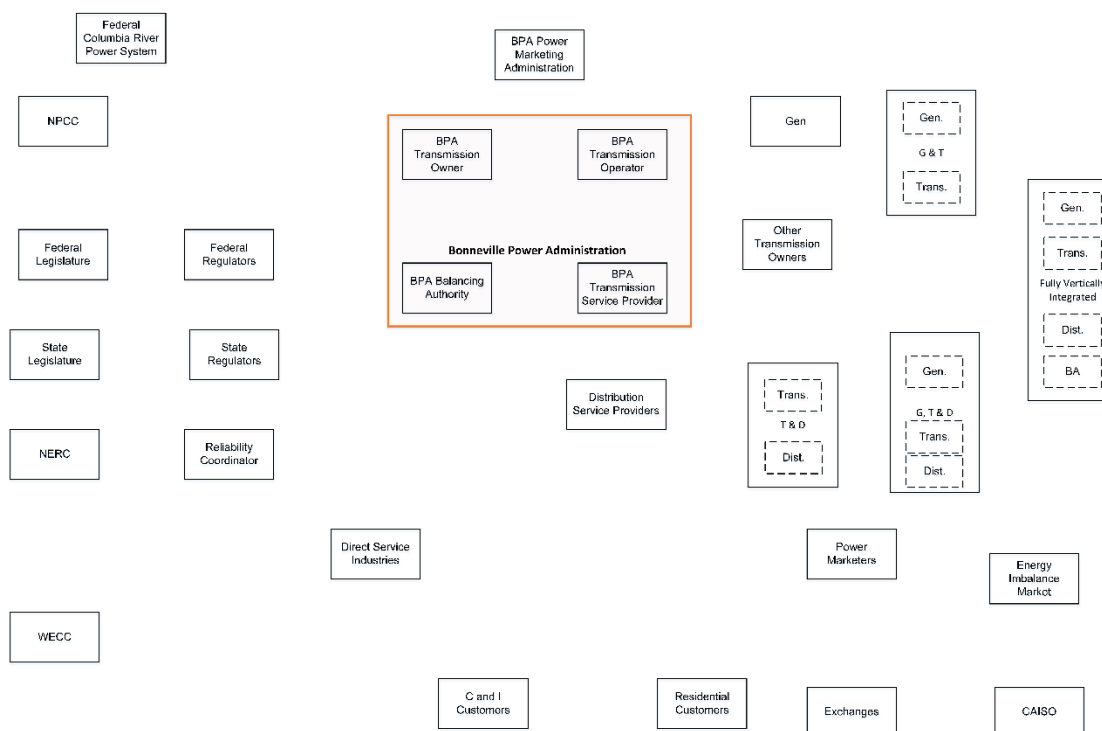 Federal
Columbia River
Power System
BPA Power
Marketing
Administration
NPCC
BPA
Transmission
Owner
BPA
Transmission
Operator
Gen
Gen.
G & T
Trans.
Federal
Legislature
Federal
Regulators
Bonneville Power Administration
BPA Balancing
Authority
BPA
Transmission
Service Provider
Other
Transmission
Owners
Gen.
Trans.
Fully Vertically
Integrated
Dist.
BA
State
Legislature
State
Regulators
Distribution
Service Providers
Trans.
T & D
Dist.
Gen.
G, T & D
Trans.
Dist.
NERC
Reliability
Coordinator
Direct Service
Industries
Power
Marketers
Energy
Imbalance
Markot
WECC
C and I
Customers
Residential
Customers
Exchanges
CAISO